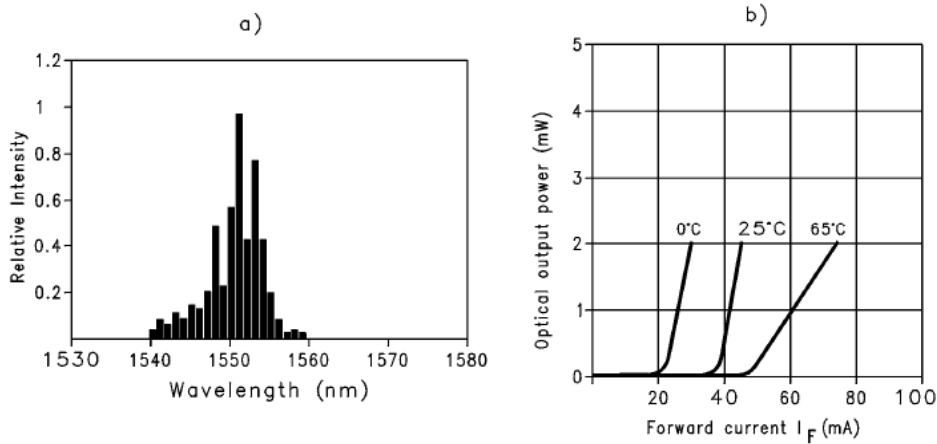 a)
1.2
1
0.8
0.6
0.4
0.2
Relative Intensity
1530 1540 1550 1560 1570 1580
Wavelength (nm)
b)
5
4
3
2
1
0
Optical output power (mW)
0°C 25°C 65°C
20 40 60 80 100
Forward current I F (mA)